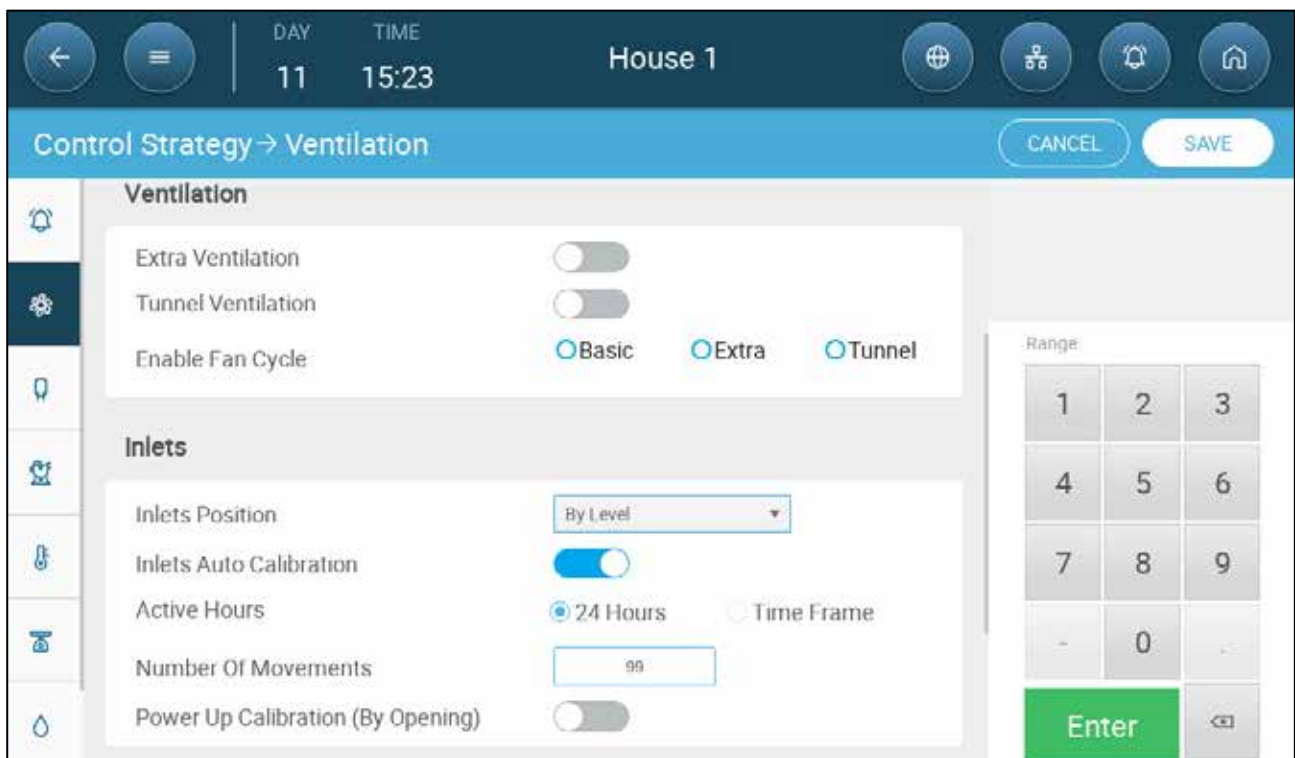 DAY TIME
11 15:23 House 1
Control Strategy → Ventilation CANCEL SAVE
Ventilation
Extra Ventilation
Tunnel Ventilation
Enable Fan Cycle Basic Extra Tunnel
Range
1 2 3
Inlets
4 5 6
Inlets Position By Level
Inlets Auto Calibration
7 8 9
Active Hours 24 Hours Time Frame
- 0 .
Number Of Movements 99
Power Up Calibration (By Opening)
Enter